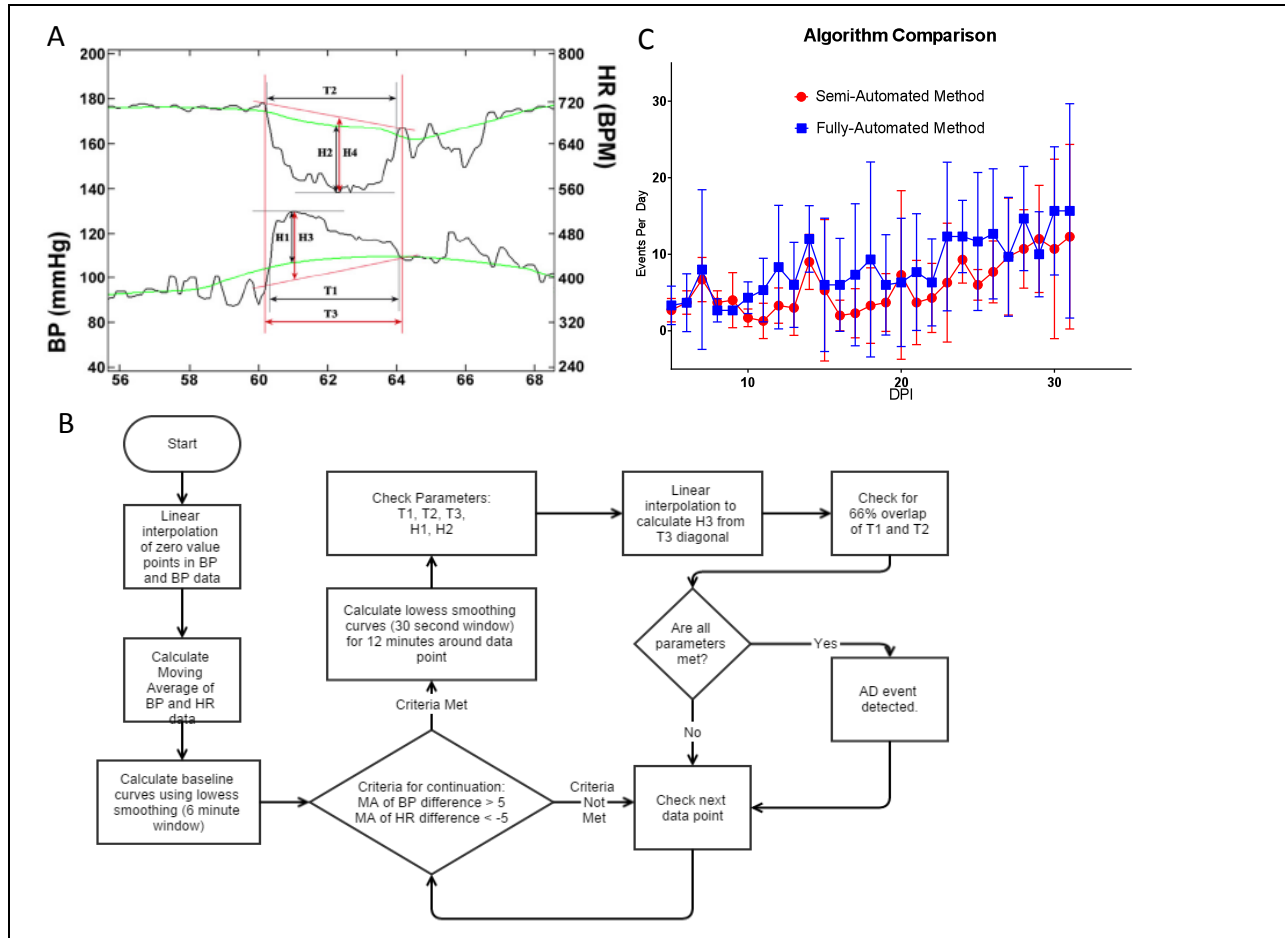 A
200
180
160
140
120
100
80
40
BP (mmHg)
800
720
640
560
480
400
320
240
HR (BPM)
T2
H2
H4
H1
H3
T1
T3
56
58
60
62
64
66
68
C
Algorithm Comparison
Semi-Automated Method
Fully-Automated Method
Events Per Day
30
20
10
0
10
20
30
DPI
B
Start
Linear
interpolation
of zero value
points in BP
and BP data
Calculate
Moving
Average of
BP and HR
data
Calculate baseline
curves using lowess
smoothing (6 minute
window)
Criteria for continuation:
MA of BP difference > 5
MA of HR difference < -5
Criteria Met
Criteria
Not
Met
Calculate lowess smoothing
curves (30 second window)
for 12 minutes around data
point
Check Parameters:
T1, T2, T3,
H1, H2
Linear
interpolation to
calculate H3 from
T3 diagonal
Check for
66% overlap
of T1 and T2
Are all
parameters
met?
Yes
No
AD event
detected.
Check next
data point